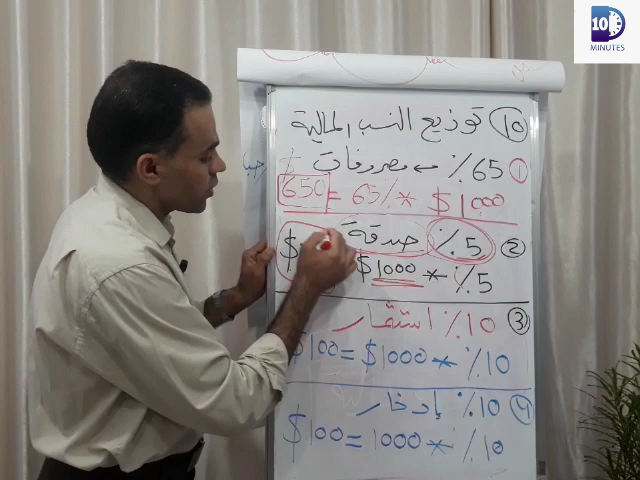 10 MINUTES
⑩ توزيع النسب المالية
① 65٪ ← مصروفات $
$1000 * 65٪ = 650
② 5٪ صدقة $
5٪ * $1000
③ 10٪ استقرار
10٪ * $1000 = $100
④ 10٪ إدخار
10٪ * 1000 = $100